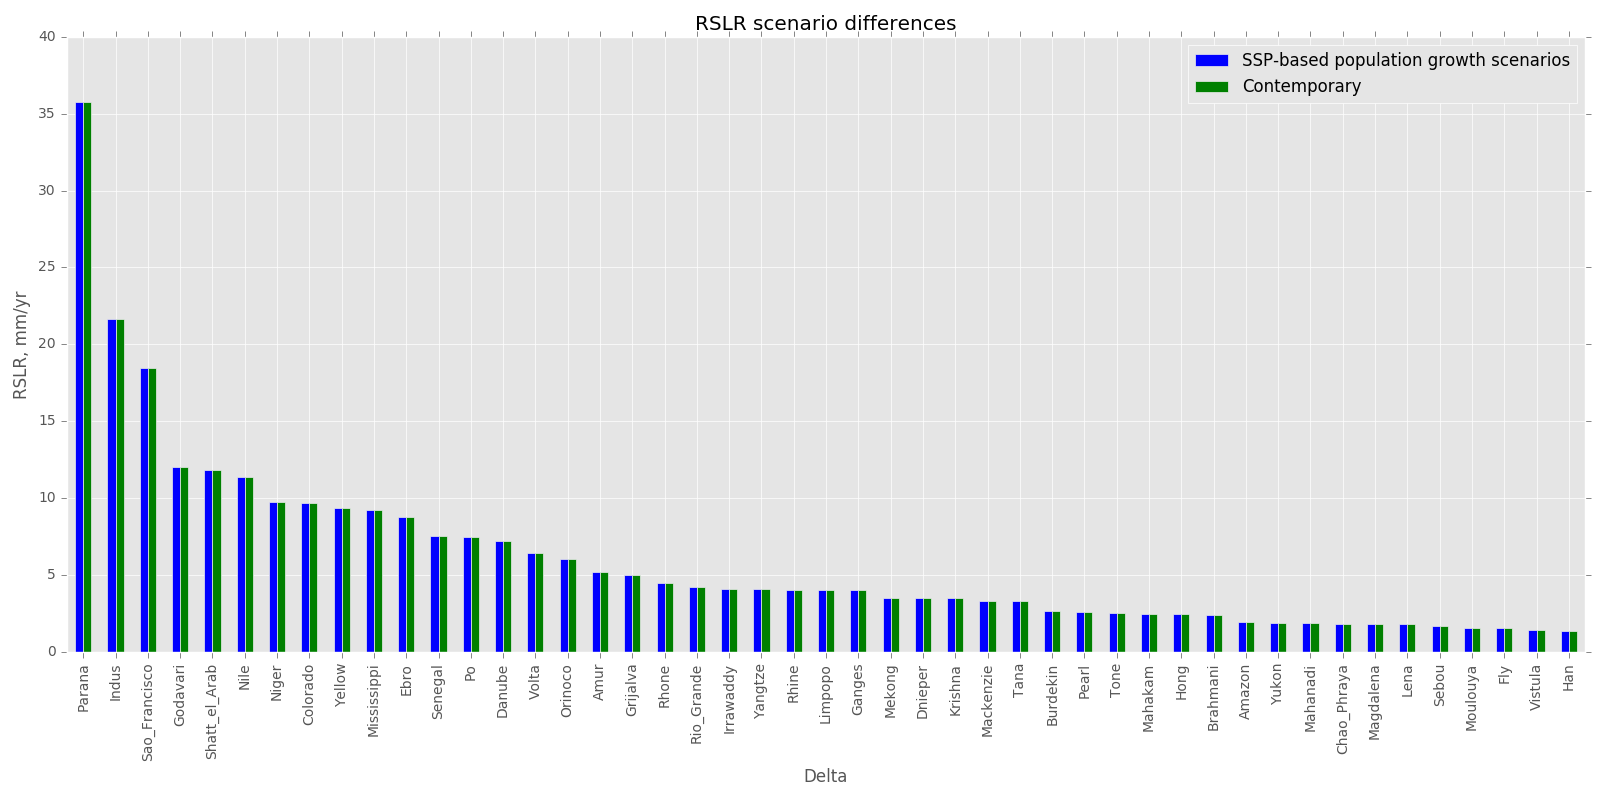 RSLR scenario differences
SSP-based population growth scenarios
Contemporary
RSLR, mm/yr
40
35
30
25
20
15
10
5
0
Parana
Indus
Sao_Francisco
Godavari
Shatt_el_Arab
Nile
Niger
Colorado
Yellow
Mississippi
Ebro
Senegal
Po
Danube
Volta
Orinoco
Amur
Grijalva
Rhone
Rio_Grande
Irrawaddy
Yangtze
Rhine
Limpopo
Ganges
Mekong
Dnieper
Krishna
Mackenzie
Tana
Burdekin
Pearl
Tone
Mahakam
Hong
Brahmani
Amazon
Yukon
Mahanadi
Chao_Phraya
Magdalena
Lena
Sebou
Moulouya
Fly
Vistula
Han
Delta